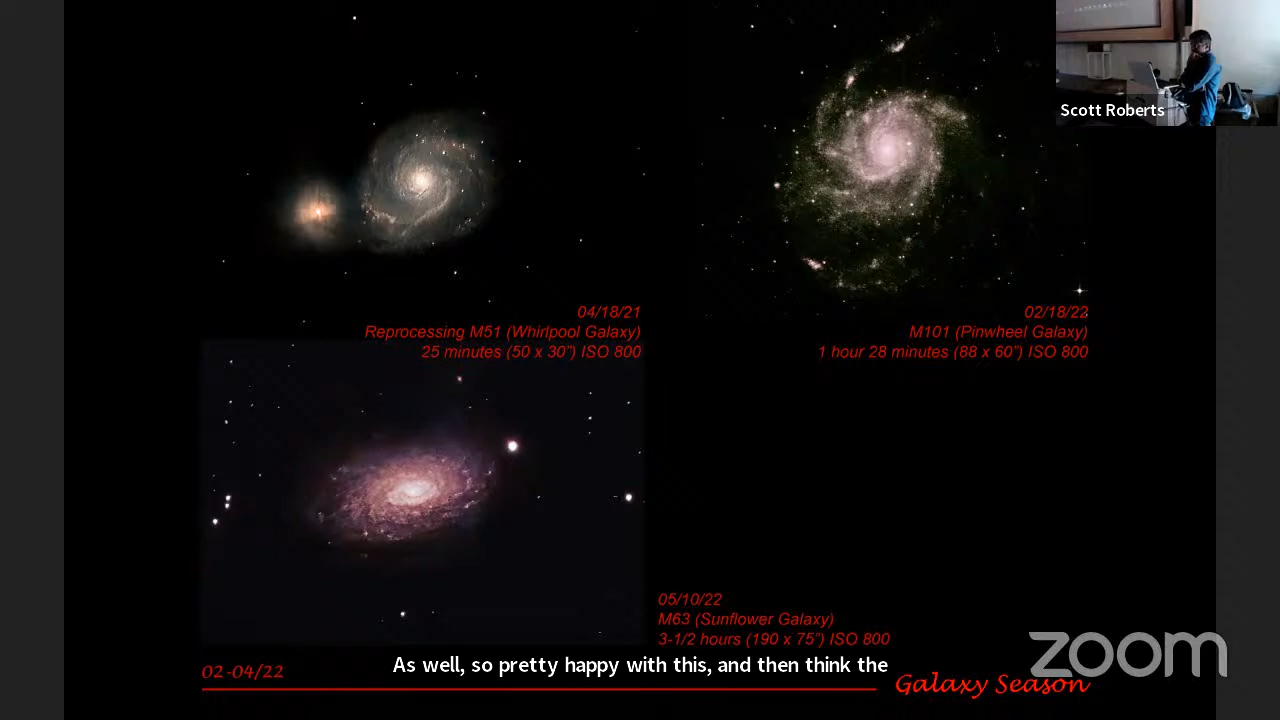 Scott Roberts
04/18/21
Reprocessing M51 (Whirlpool Galaxy)
25 minutes (50 x 30”) ISO 800
02/18/22
M101 (Pinwheel Galaxy)
1 hour 28 minutes (88 x 60”) ISO 800
05/10/22
M63 (Sunflower Galaxy)
3-1/2 hours (190 x 75”) ISO 800
As well, so pretty happy with this, and then think the
02-04/22
Galaxy Season
zoom